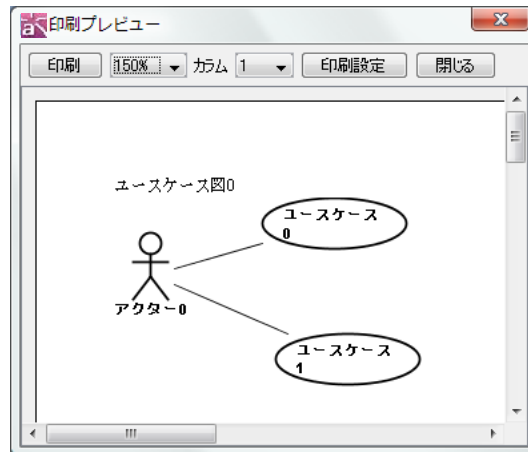 印刷プレビュー
印刷 150% カラム 1 印刷設定 閉じる
ユースケース図0
ユースケース
0
アクター0
ユースケース
1